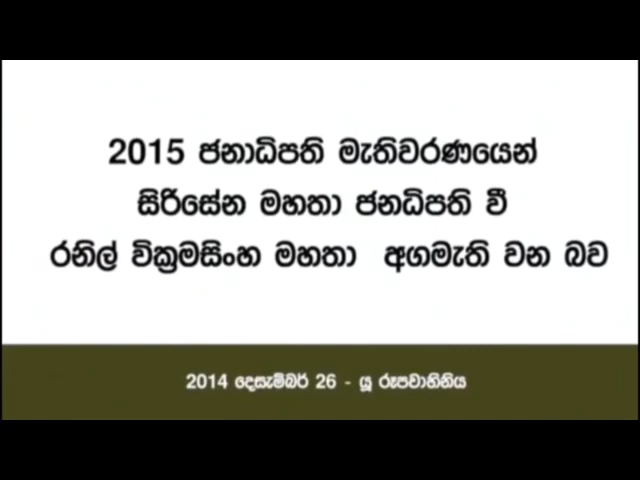 2015 ජනාධිපති මැතිවරණයෙන්
සිරිසේන මහතා ජනධිපති වී
රනිල් වික්‍රමසිංහ මහතා අගමැති වන බව
2014 දෙසැම්බර් 26 - යූ රූපවාහිනිය